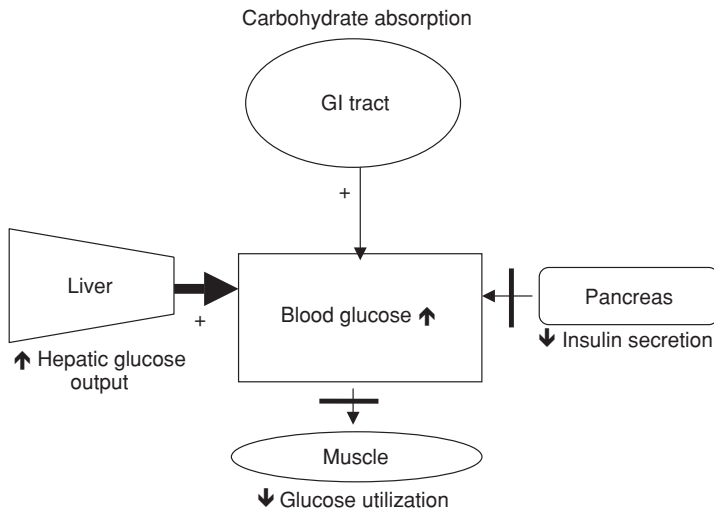 Carbohydrate absorption
GI tract
+
Liver
+
Blood glucose ↑
Pancreas
↓ Insulin secretion
↑ Hepatic glucose
output
Muscle
↓ Glucose utilization